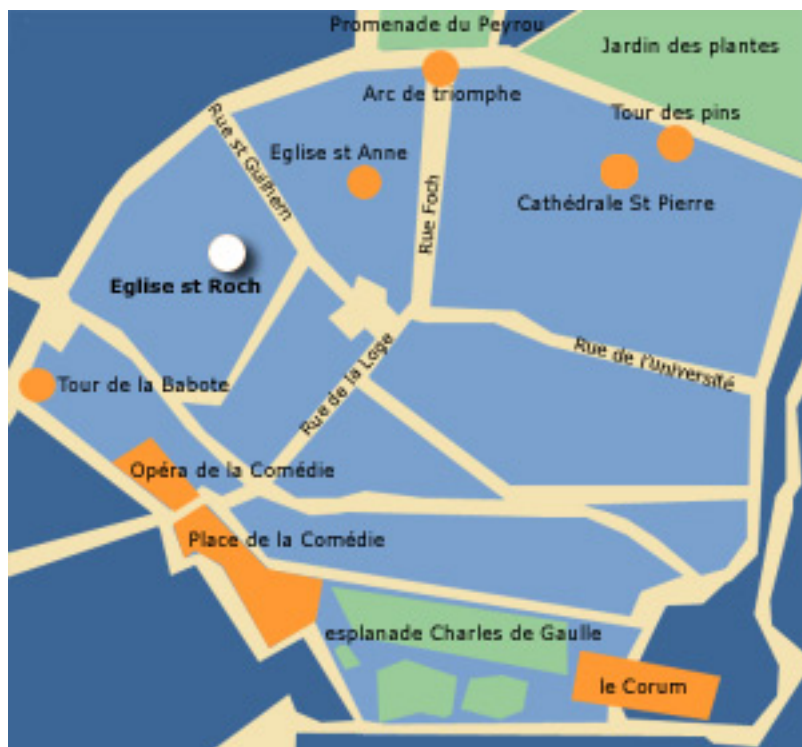 Promenade du Peyrou
Jardin des plantes
Arc de triomphe
Tour des pins
Rue st Guilhem
Eglise st Anne
Rue Foch
Cathédrale St Pierre
Eglise st Roch
Rue de la Loge
Rue de l'université
Tour de la Babote
Opéra de la Comédie
Place de la Comédie
esplanade Charles de Gaulle
le Corum